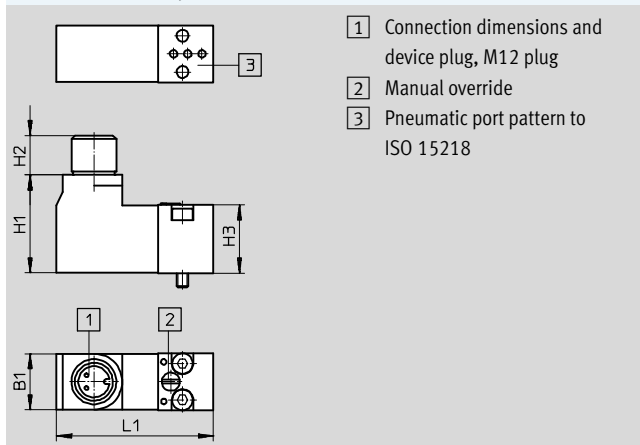 3
1 Connection dimensions and
device plug, M12 plug
2 Manual override
3 Pneumatic port pattern to
ISO 15218
H2
H1
H3
1
2
B1
L1